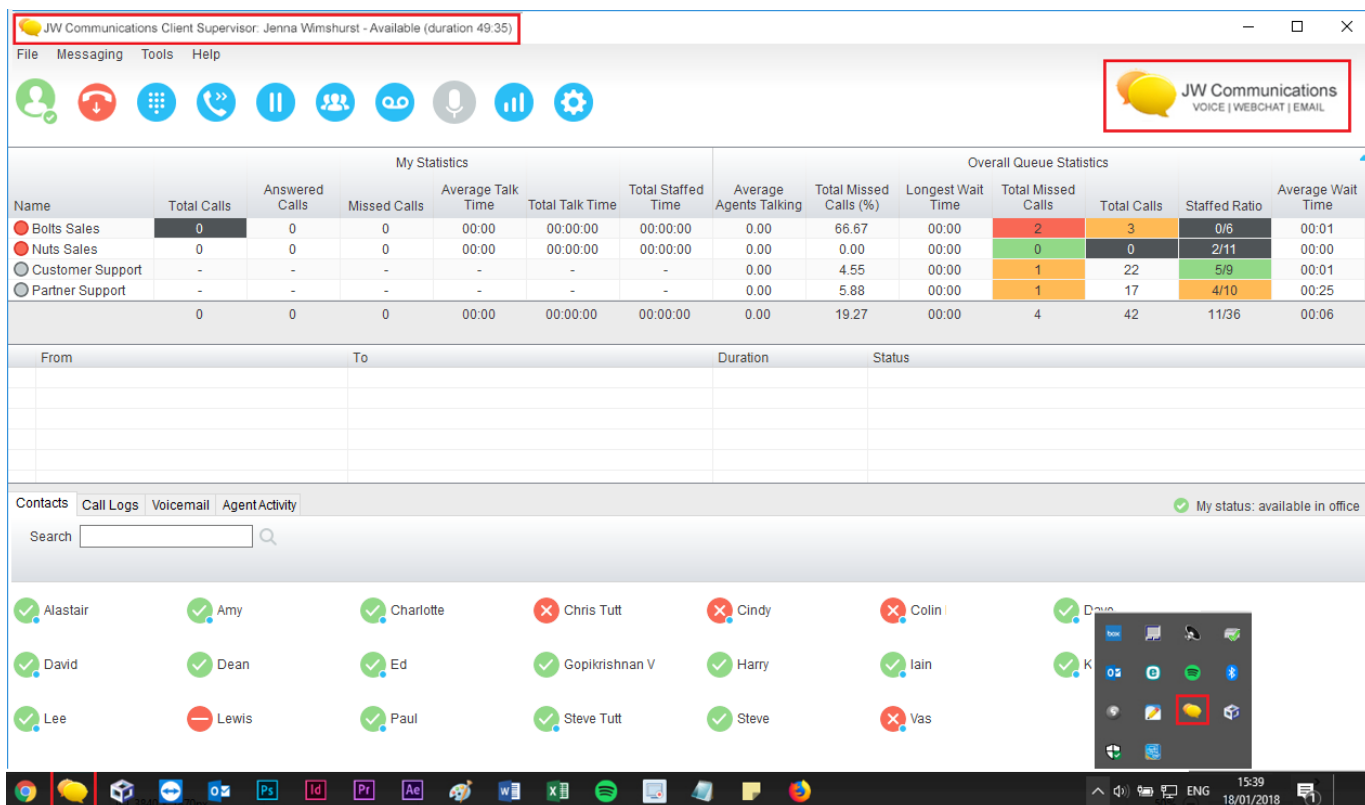 JW Communications Client Supervisor: Jenna Wimshurst - Available (duration 49:35)
File Messaging Tools Help
JW Communications
VOICE | WEBCHAT | EMAIL
My Statistics Overall Queue Statistics
Name Total Calls Answered Calls Missed Calls Average Talk Time Total Talk Time Total Staffed Time Average Agents Talking Total Missed Calls (%) Longest Wait Time Total Missed Calls Total Calls Staffed Ratio Average Wait Time
Bolts Sales 0 0 0 00:00 00:00:00 00:00:00 0.00 66.67 00:00 2 3 0/6 00:01
Nuts Sales 0 0 0 00:00 00:00:00 00:00:00 0.00 0.00 00:00 0 0 2/11 00:00
Customer Support - - - - - - 0.00 4.55 00:00 1 22 5/9 00:01
Partner Support - - - - - - 0.00 5.88 00:00 1 17 4/10 00:25
0 0 0 00:00 00:00:00 00:00:00 0.00 19.27 00:00 4 42 11/36 00:06
From To Duration Status
Contacts Call Logs Voicemail Agent Activity My status: available in office
Search
Alastair Amy Charlotte Chris Tutt Cindy Colin Dave
David Dean Ed Gopikrishnan V Harry Iain K
Lee Lewis Paul Steve Tutt Steve Vas
box
Ps Id Pr Ae ENG 15:39
18/01/2018